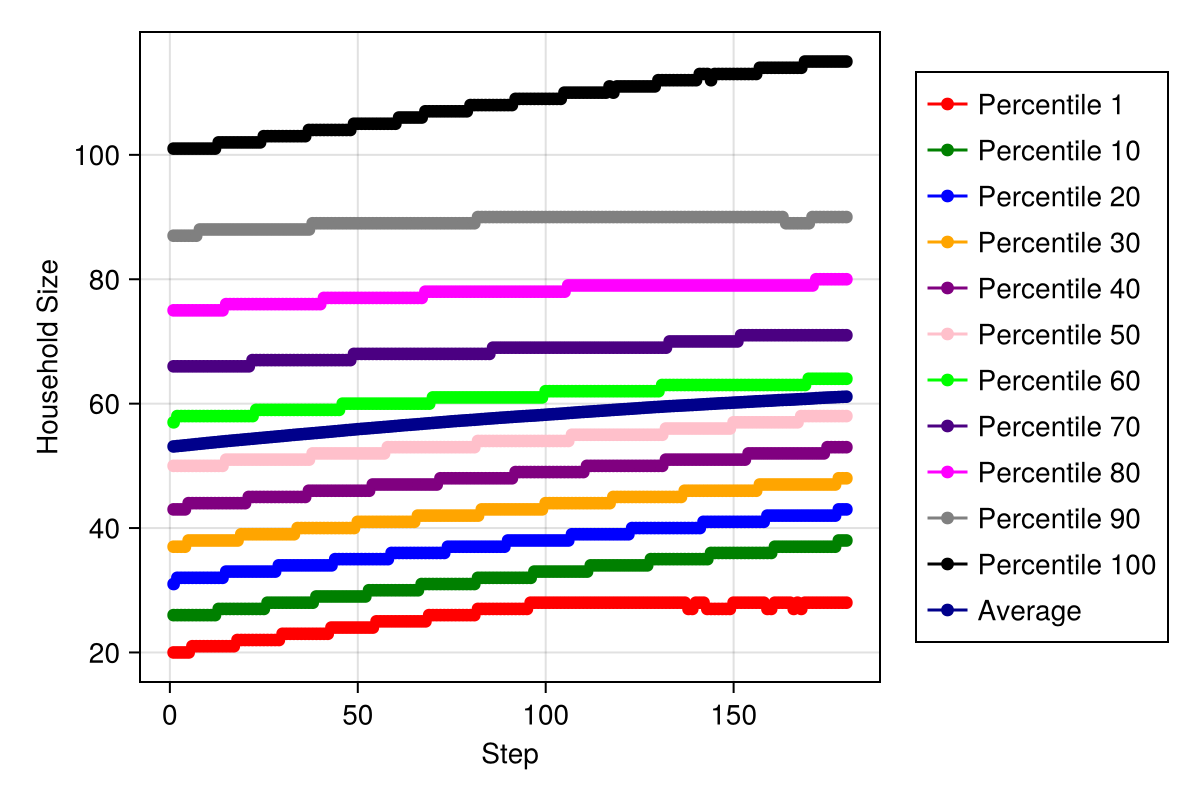 Household Size
100
80
60
40
20
0
50
100
150
Step
Percentile 1
Percentile 10
Percentile 20
Percentile 30
Percentile 40
Percentile 50
Percentile 60
Percentile 70
Percentile 80
Percentile 90
Percentile 100
Average